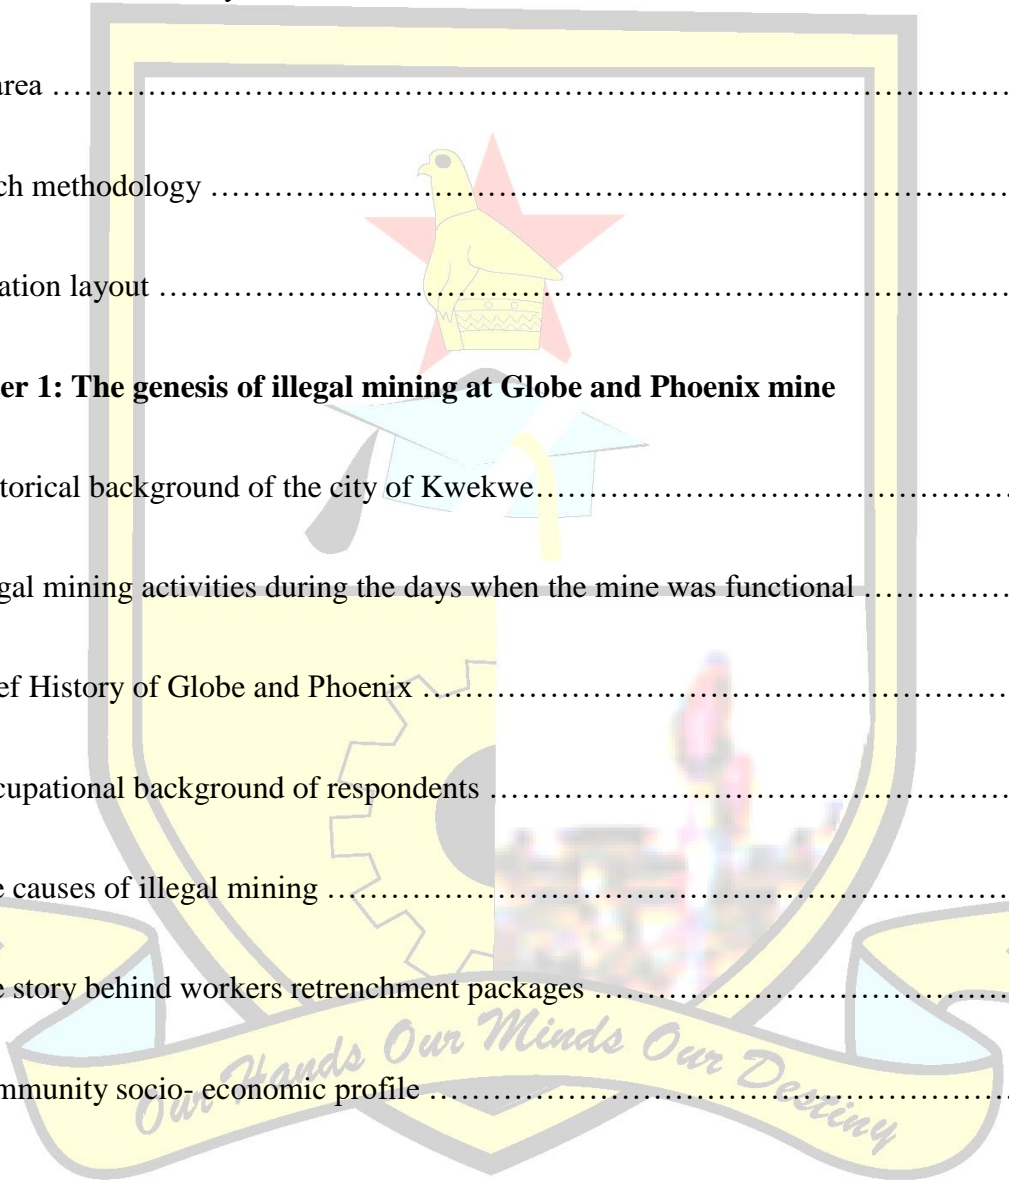 area ……………………………………………………………………………
ch methodology ……………………………………………………………
ation layout …………………………………………………………………
er 1: The genesis of illegal mining at Globe and Phoenix mine
torical background of the city of Kwekwe……………………………………
gal mining activities during the days when the mine was functional ……………
ef History of Globe and Phoenix ……………………………………………
cupational background of respondents ………………………………………
e causes of illegal mining ……………………………………………………
e story behind workers retrenchment packages ………………………………
mmunity socio- economic profile ……………………………………………
Our Hands Our Minds Our Destiny